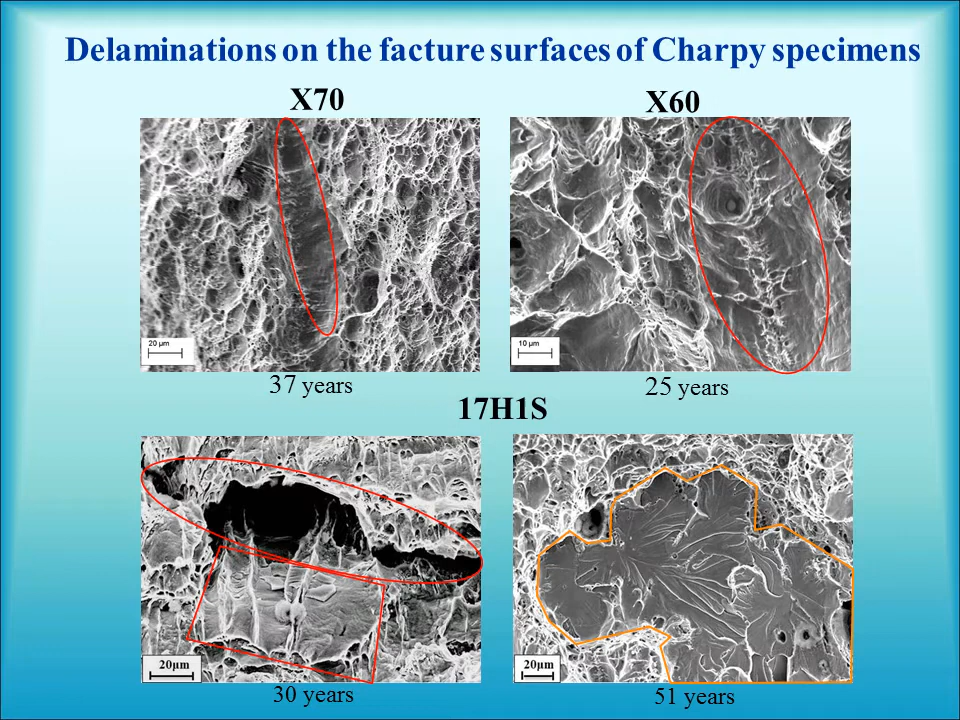 Delaminations on the facture surfaces of Charpy specimens
X70
X60
20 µm
10 µm
37 years
25 years
17H1S
20µm
20µm
30 years
51 years